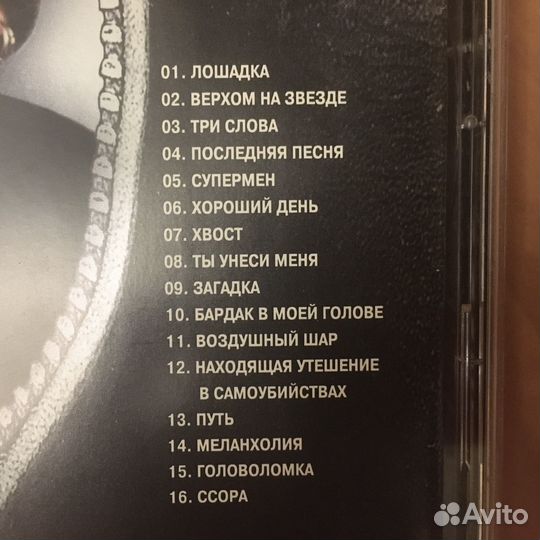 01. ЛОШАДКА
02. ВЕРХОМ НА ЗВЕЗДЕ
03. ТРИ СЛОВА
04. ПОСЛЕДНЯЯ ПЕСНЯ
05. СУПЕРМЕН
06. ХОРОШИЙ ДЕНЬ
07. ХВОСТ
08. ТЫ УНЕСИ МЕНЯ
09. ЗАГАДКА
10. БАРДАК В МОЕЙ ГОЛОВЕ
11. ВОЗДУШНЫЙ ШАР
12. НАХОДЯЩАЯ УТЕШЕНИЕ
В САМОУБИЙСТВАХ
13. ПУТЬ
14. МЕЛАНХОЛИЯ
15. ГОЛОВОЛОМКА
16. ССОРА
Avito